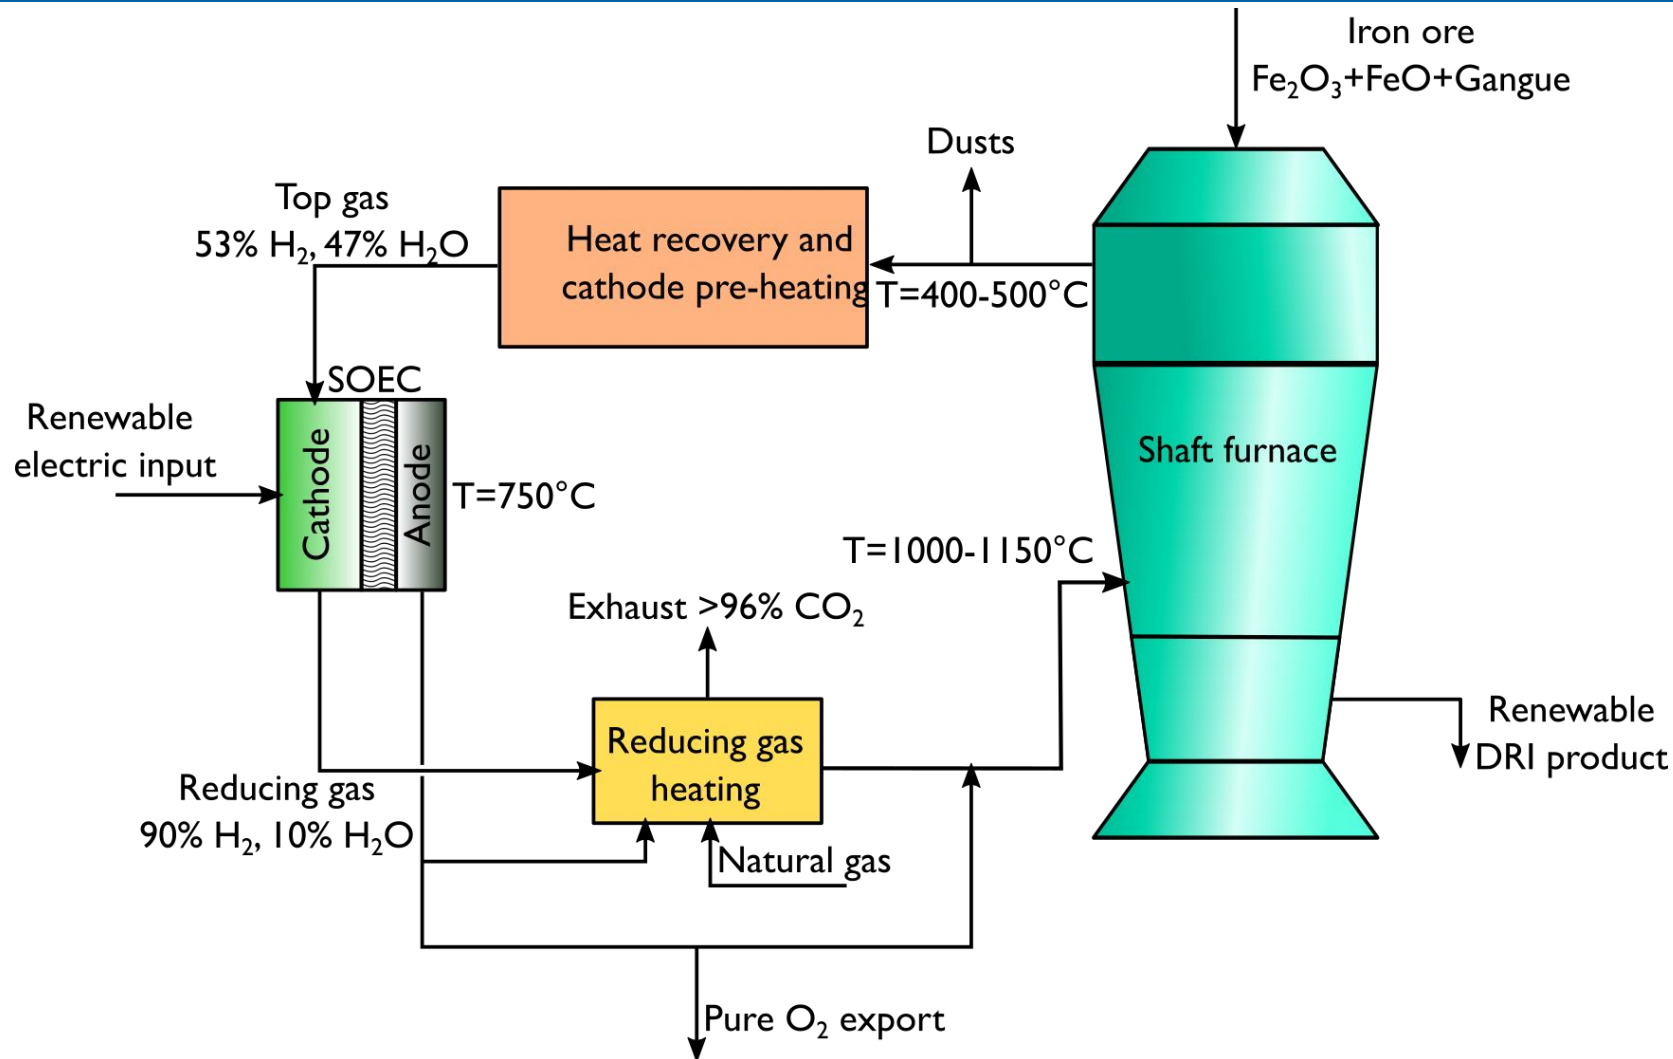 Iron ore
Fe₂O₃+FeO+Gangue
Dusts
Top gas
53% H₂, 47% H₂O
Heat recovery and
cathode pre-heating
T=400-500°C
SOEC
Renewable
electric input
Cathode
Anode
T=750°C
Shaft furnace
T=1000-1150°C
Exhaust >96% CO₂
Reducing gas
heating
Renewable
DRI product
Reducing gas
90% H₂, 10% H₂O
Natural gas
Pure O₂ export